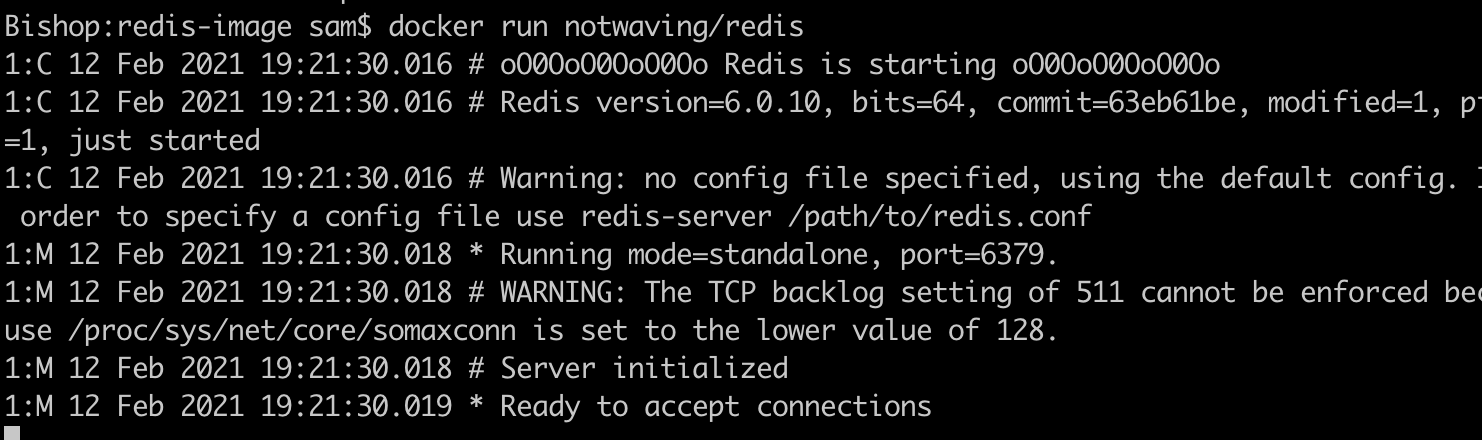 Bishop:redis-image sam$ docker run notwaving/redis
1:C 12 Feb 2021 19:21:30.016 # oO0OoO0OoO0Oo Redis is starting oO0OoO0OoO0Oo
1:C 12 Feb 2021 19:21:30.016 # Redis version=6.0.10, bits=64, commit=63eb61be, modified=1, pi
=1, just started
1:C 12 Feb 2021 19:21:30.016 # Warning: no config file specified, using the default config. I
order to specify a config file use redis-server /path/to/redis.conf
1:M 12 Feb 2021 19:21:30.018 * Running mode=standalone, port=6379.
1:M 12 Feb 2021 19:21:30.018 # WARNING: The TCP backlog setting of 511 cannot be enforced bec
use /proc/sys/net/core/somaxconn is set to the lower value of 128.
1:M 12 Feb 2021 19:21:30.018 # Server initialized
1:M 12 Feb 2021 19:21:30.019 * Ready to accept connections